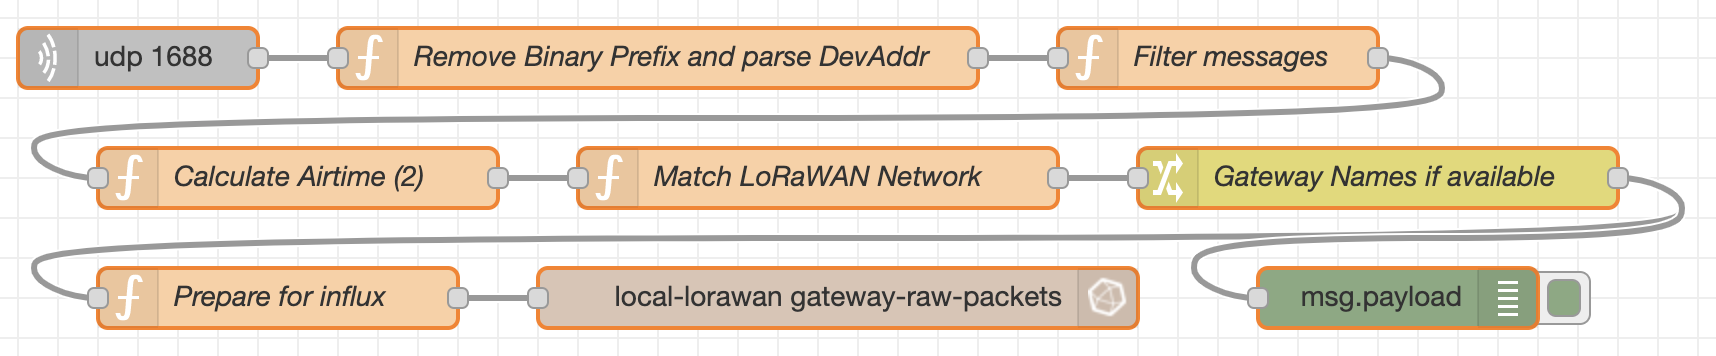 udp 1688
Remove Binary Prefix and parse DevAddr
Filter messages
Calculate Airtime (2)
Match LoRaWAN Network
Gateway Names if available
Prepare for influx
local-lorawan gateway-raw-packets
msg.payload